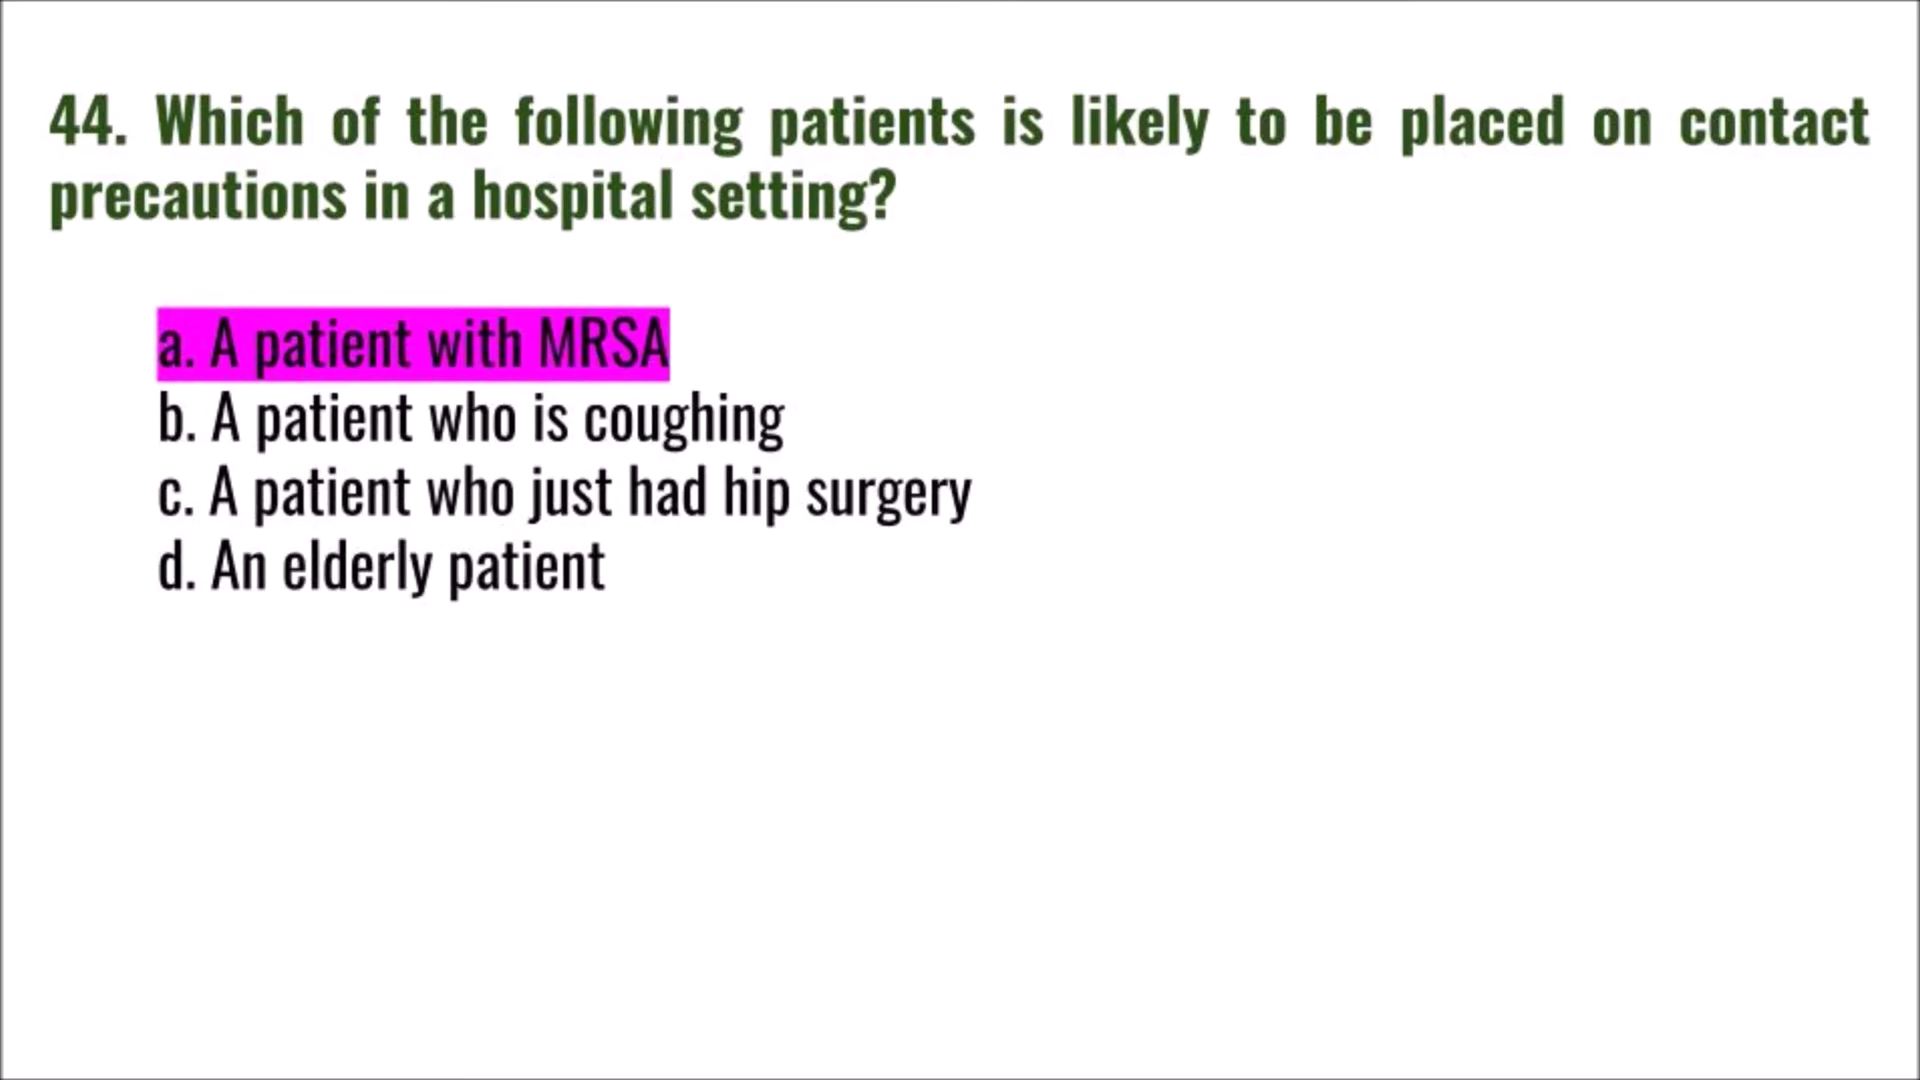 44. Which of the following patients is likely to be placed on contact
precautions in a hospital setting?
a. A patient with MRSA
b. A patient who is coughing
c. A patient who just had hip surgery
d. An elderly patient